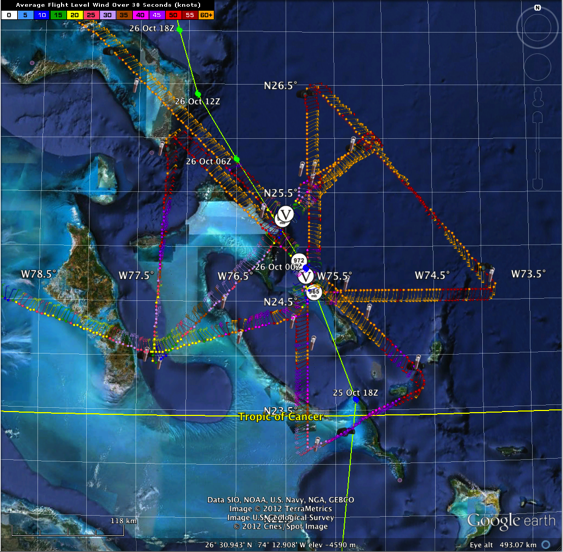 Average Flight Level Wind Over 30 Seconds (knots)
0 5 10 15 20 25 30 35 40 45 50 55 60+
26 Oct 18Z
N
N26.5°
26 Oct 12Z
26 Oct 06Z
N25.5°
V
972
26 Oct 00Z
W78.5° W77.5° W76.5° V W75.5° W74.5° W73.5°
965
N24.5°
25 Oct 18Z
N23.5°
Tropic of Cancer
Data SIO, NOAA, U.S. Navy, NGA, GEBCO
Image © 2012 TerraMetrics
Image U.S. Geological Survey
© 2012 Cnes/Spot Image
Google earth
118 km
26° 30.943' N 74° 12.908' W elev -4590 m
Eye alt 493.07 km